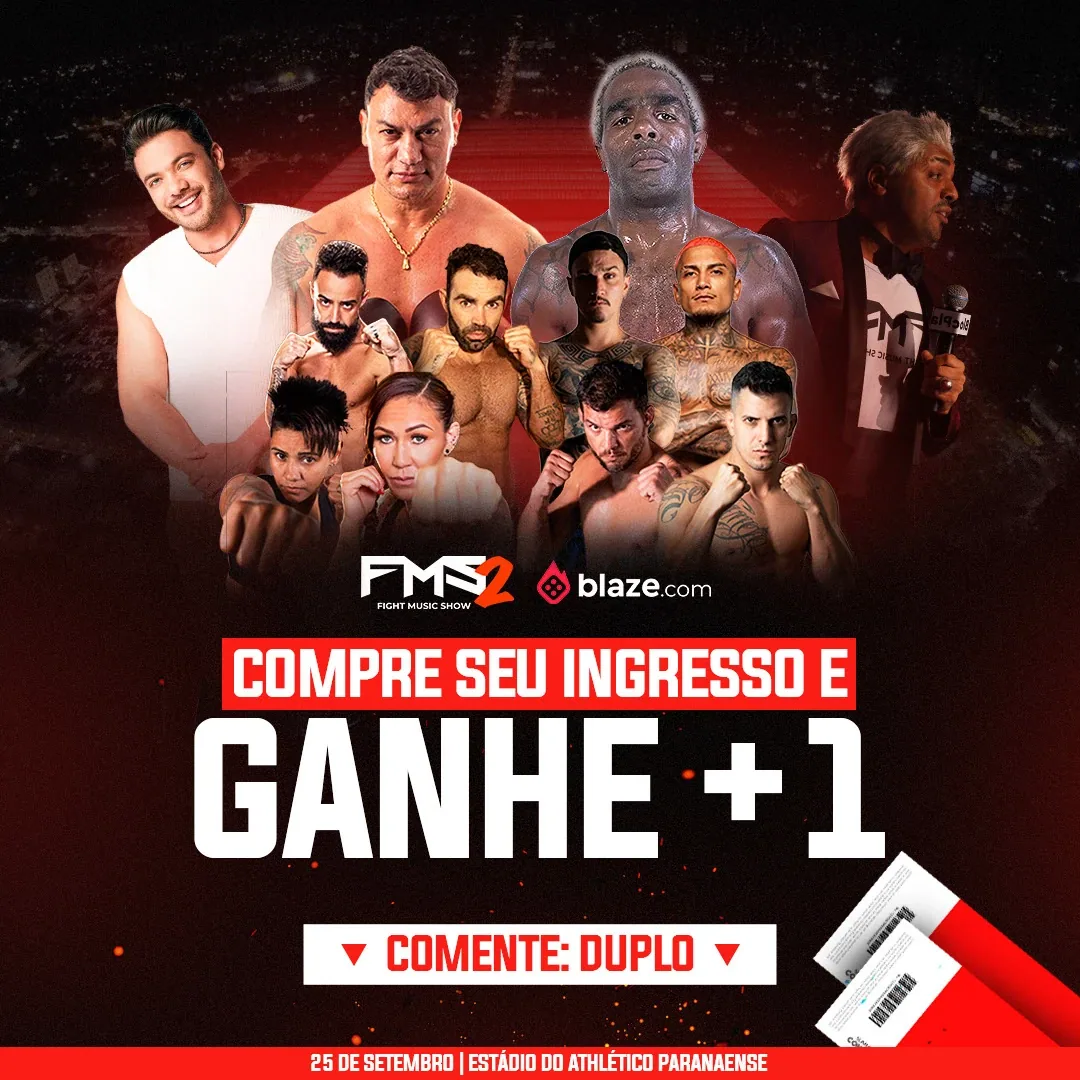 FMS2
FIGHT MUSIC SHOW
blaze.com
COMPRE SEU INGRESSO E
GANHE +1
COMENTE: DUPLO
25 DE SETEMBRO | ESTÁDIO DO ATHLÉTICO PARANAENSE